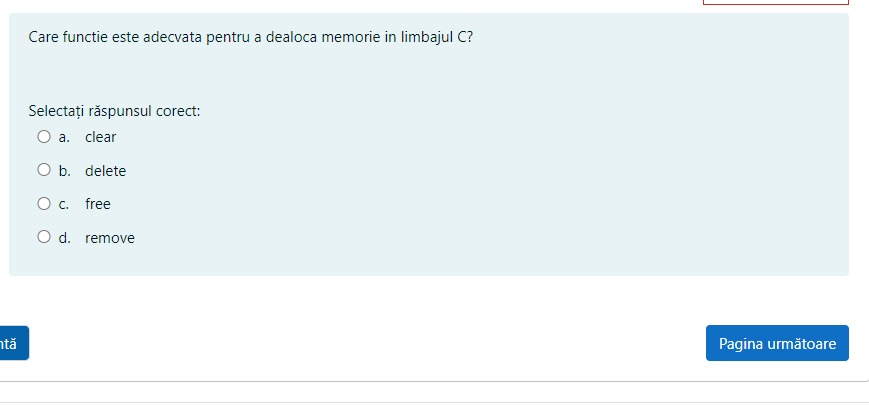 Care functie este adecvata pentru a dealoca memorie in limbajul C?
Selectați răspunsul corect:
a. clear
b. delete
c. free
d. remove
ntă
Pagina următoare